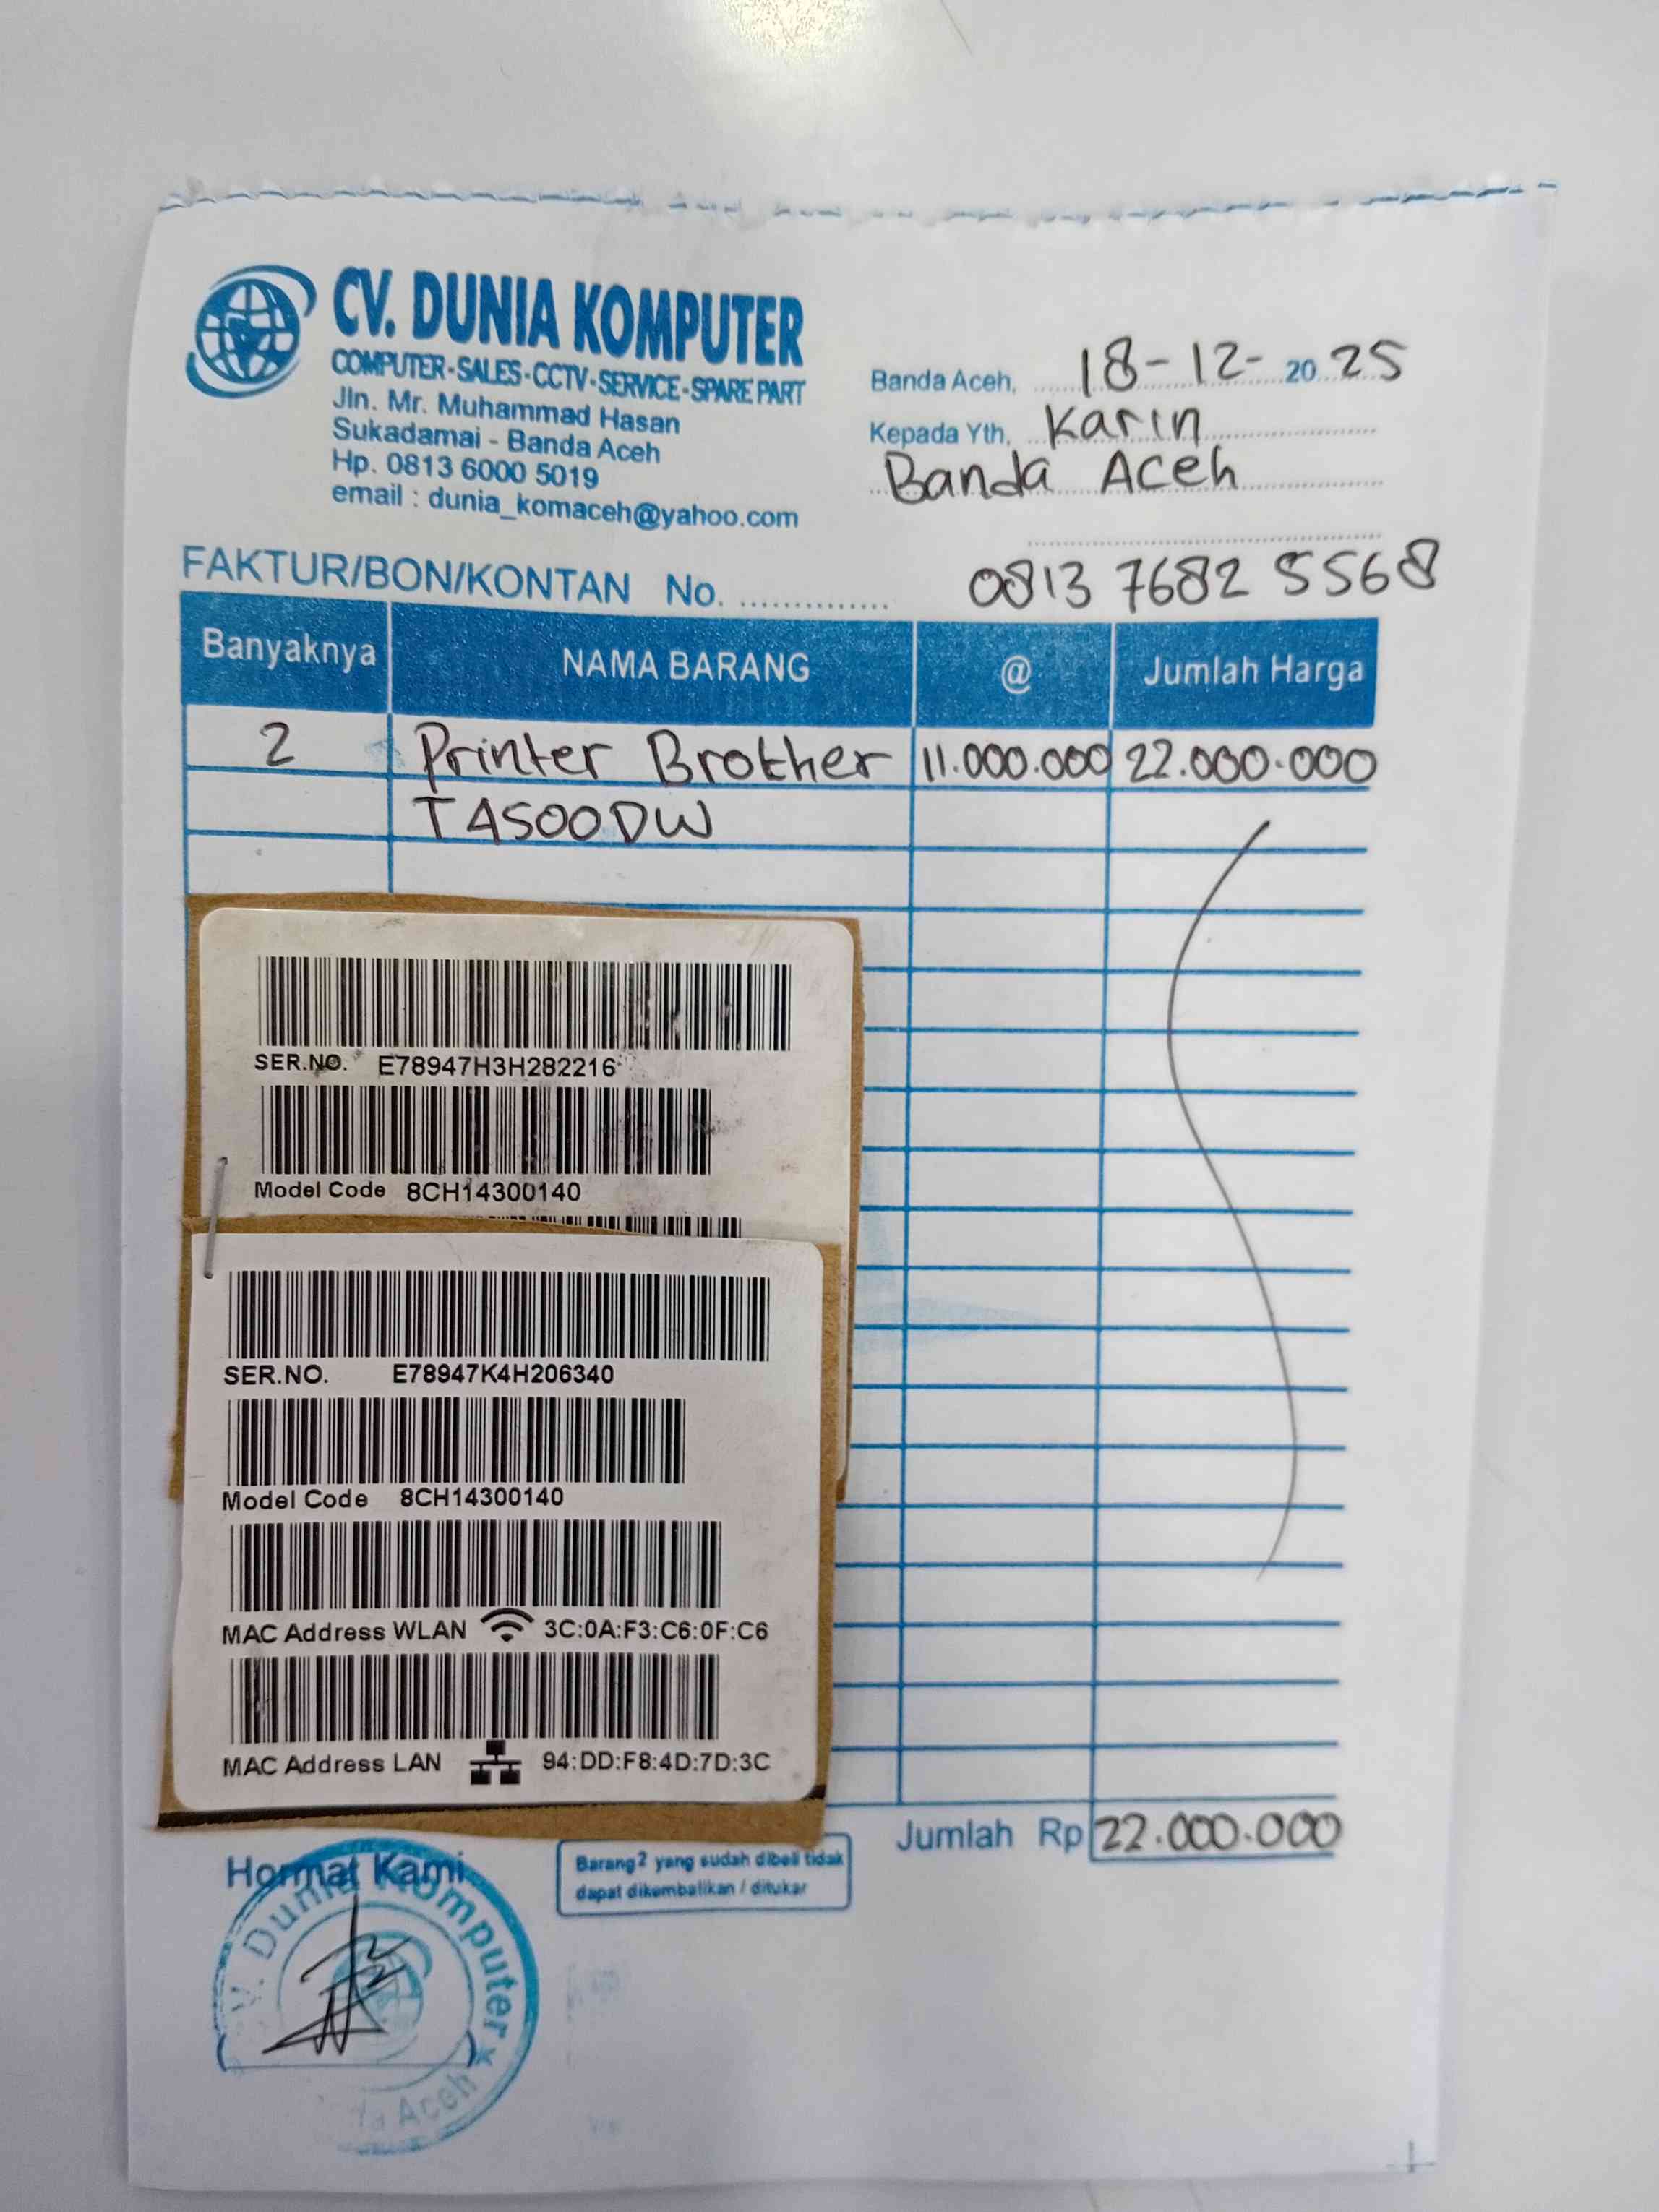 CV. DUNIA KOMPUTER
COMPUTER-SALES-CCTV-SERVICE-SPARE PART
Jln. Mr. Muhammad Hasan
Sukadamai - Banda Aceh
Hp. 0813 6000 5019
email : dunia_komaceh@yahoo.com
Banda Aceh, 18-12- 20 25
Kepada Yth, Karin
Banda Aceh
0813 7682 5568
FAKTUR/BON/KONTAN No.
Banyaknya NAMA BARANG @ Jumlah Harga
2 Printer Brother 11.000.000 22.000.000
T4500DW
SER.NO. E78947H3H282216
Model Code 8CH14300140
SER.NO. E78947K4H206340
Model Code 8CH14300140
MAC Address WLAN 3C:0A:F3:C6:0F:C6
MAC Address LAN 94:DD:F8:4D:7D:3C
Jumlah Rp 22.000.000
Hormat Kami
Barang2 yang sudah dibeli tidak
dapat dikembalikan / ditukar
V. Dunia Komputer
Aceh